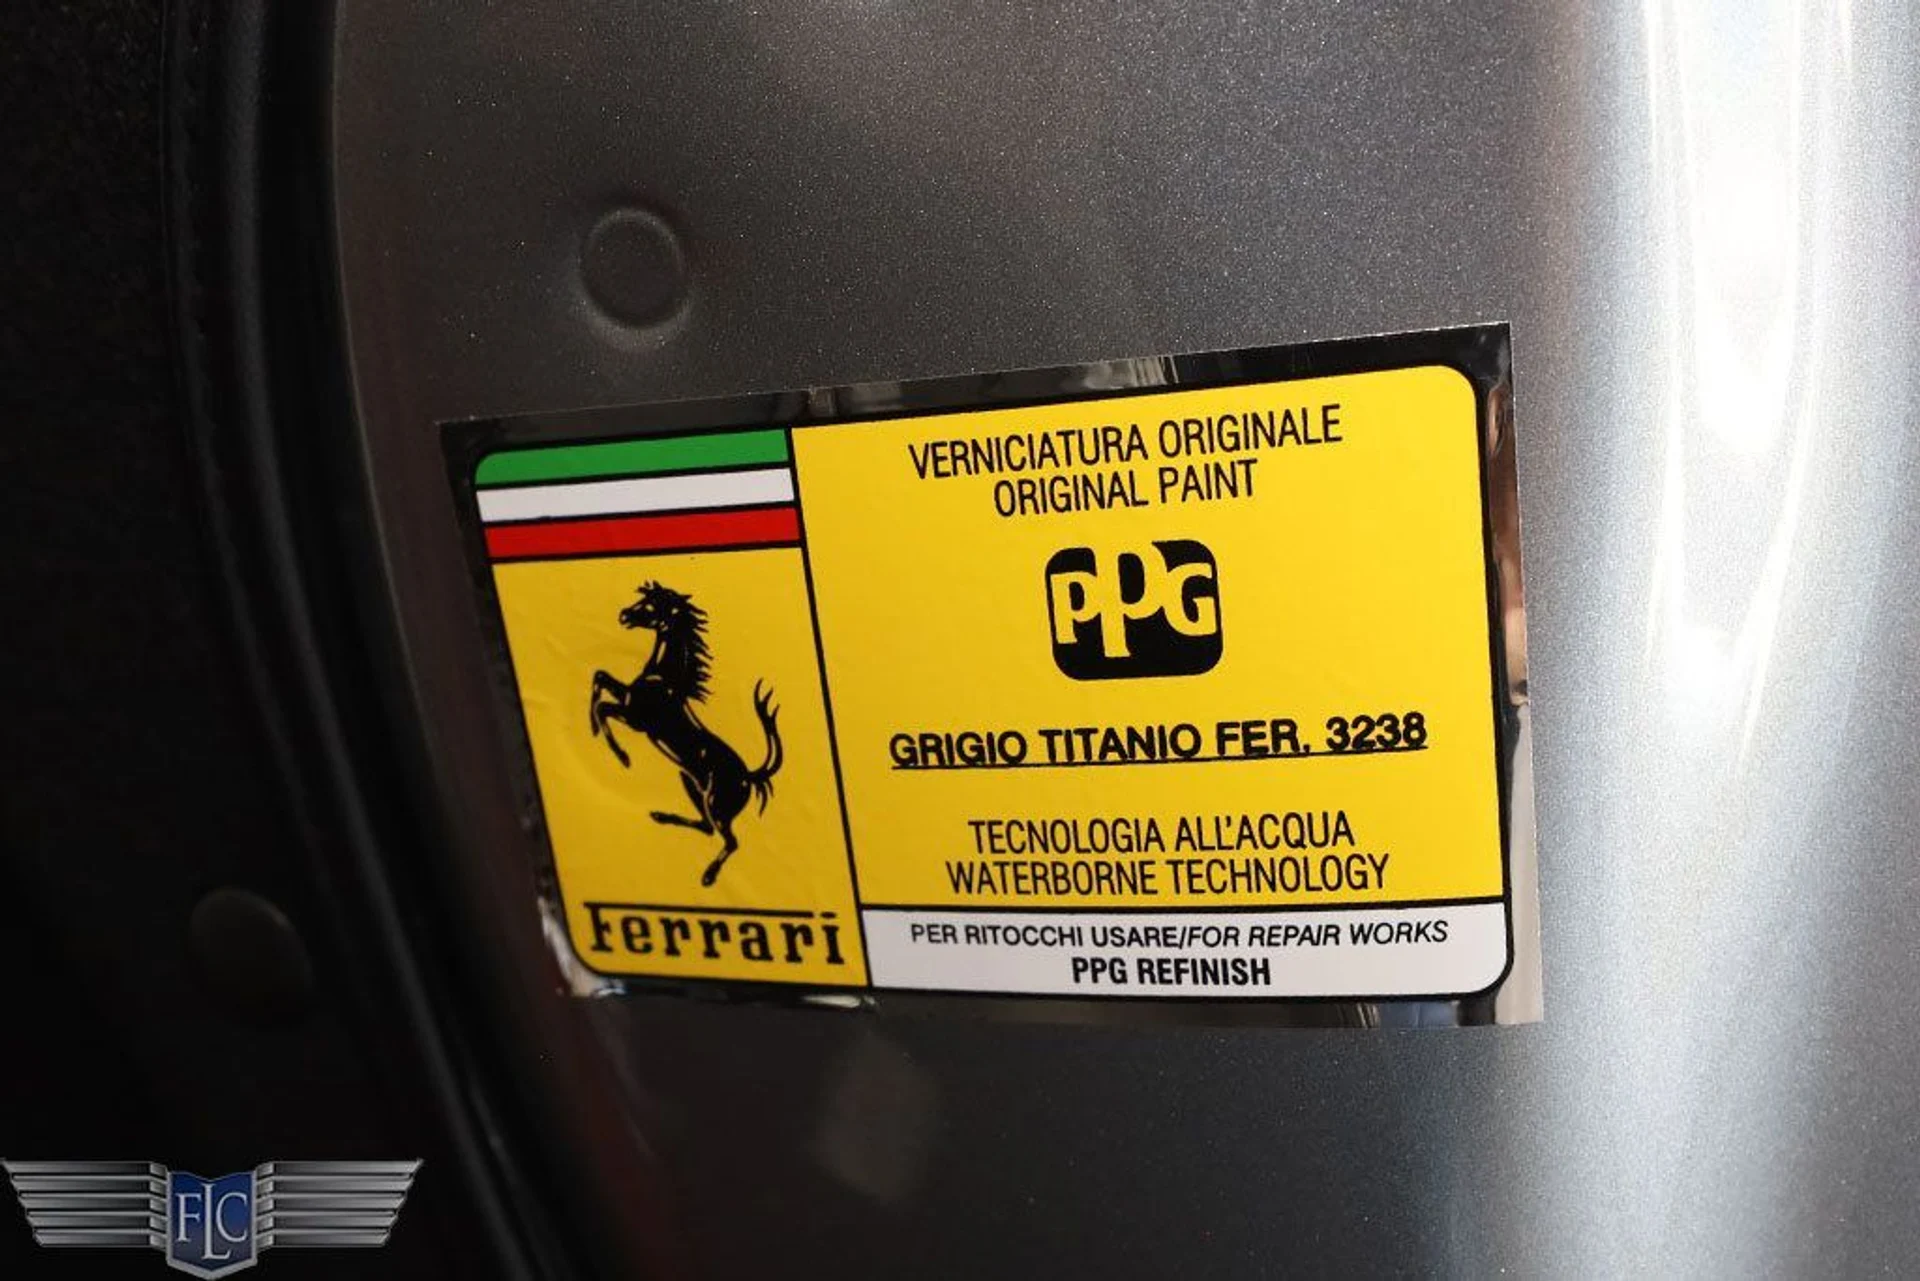 VERNICIATURA ORIGINALE
ORIGINAL PAINT
PPG
GRIGIO TITANIO FER. 3238
TECNOLOGIA ALL'ACQUA
WATERBORNE TECHNOLOGY
Ferrari
PER RITOCCHI USARE/FOR REPAIR WORKS
PPG REFINISH
FLC